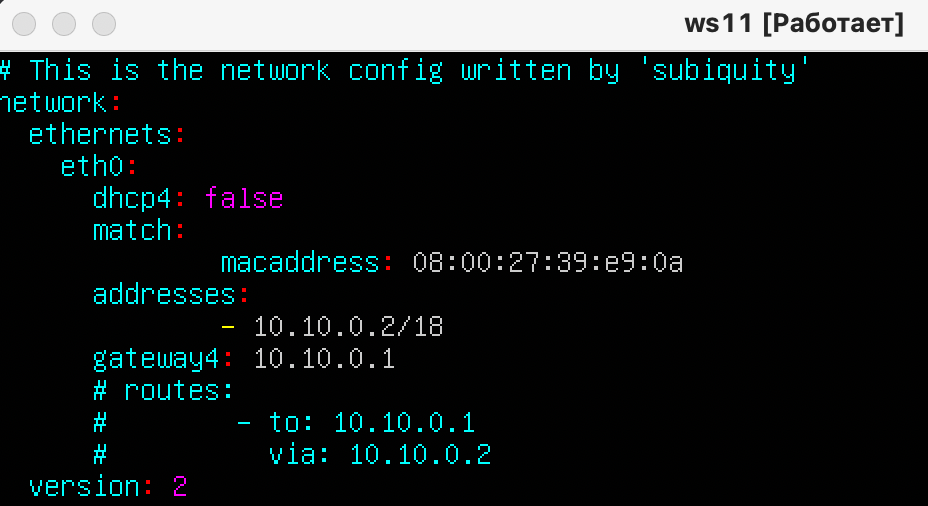 ws11 [Работает]
# This is the network config written by 'subiquity'
network:
  ethernets:
    eth0:
      dhcp4: false
      match:
              macaddress: 08:00:27:39:e9:0a
      addresses:
              - 10.10.0.2/18
      gateway4: 10.10.0.1
      # routes:
      #        - to: 10.10.0.1
      #          via: 10.10.0.2
  version: 2